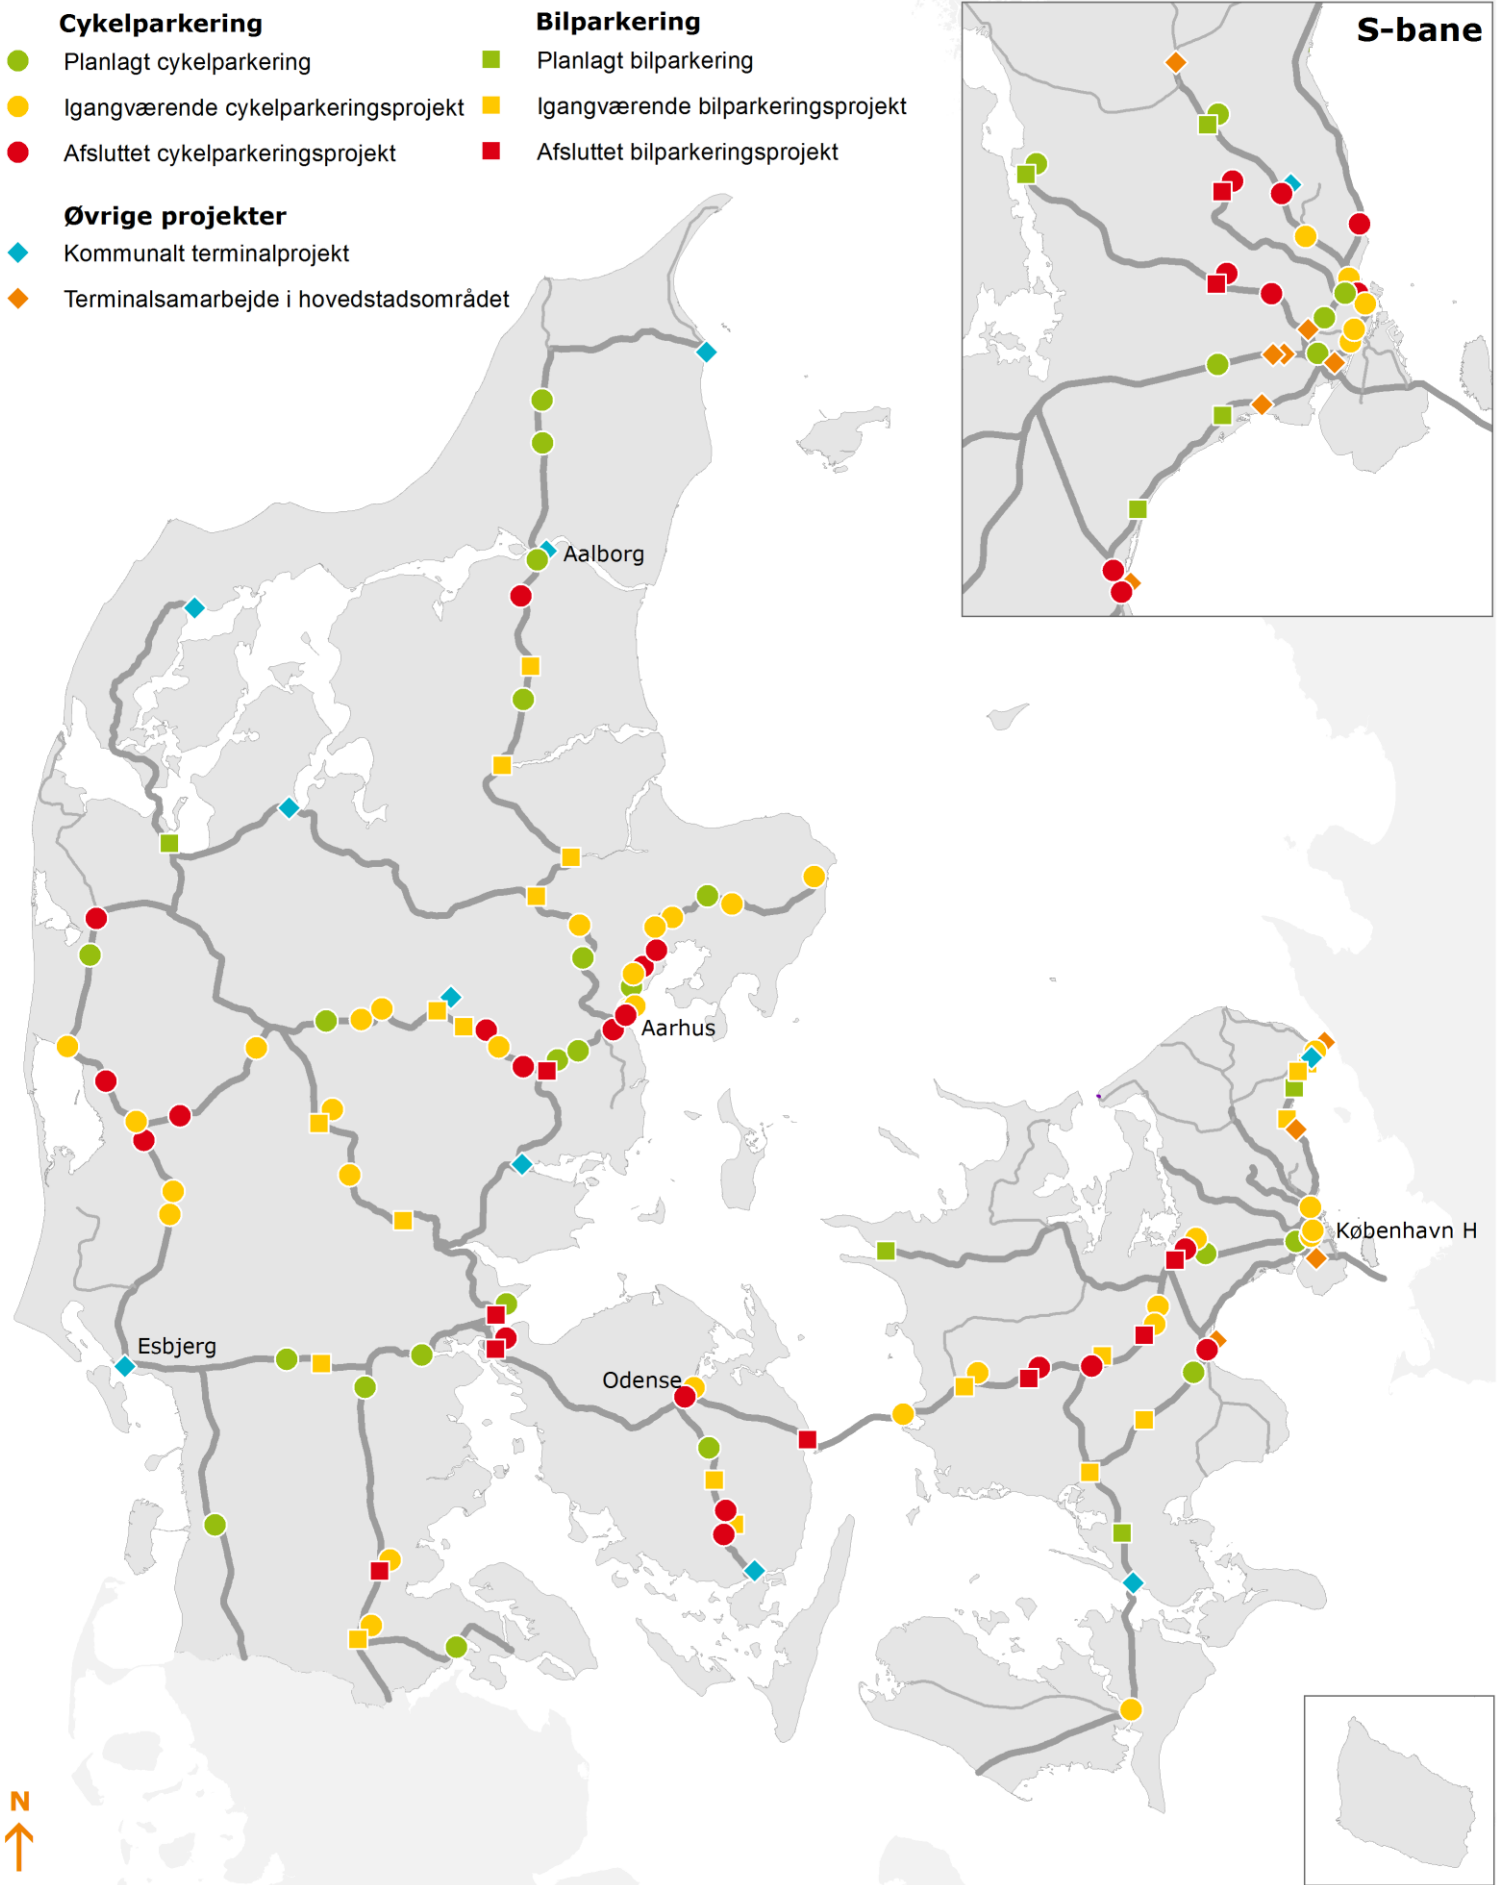 Cykelparkering
Planlagt cykelparkering
Igangværende cykelparkeringsprojekt
Afsluttet cykelparkeringsprojekt
Bilparkering
Planlagt bilparkering
Igangværende bilparkeringsprojekt
Afsluttet bilparkeringsprojekt
Øvrige projekter
Kommunalt terminalprojekt
Terminalsamarbejde i hovedstadsområdet
S-bane
Aalborg
Aarhus
København H
Esbjerg
Odense
N